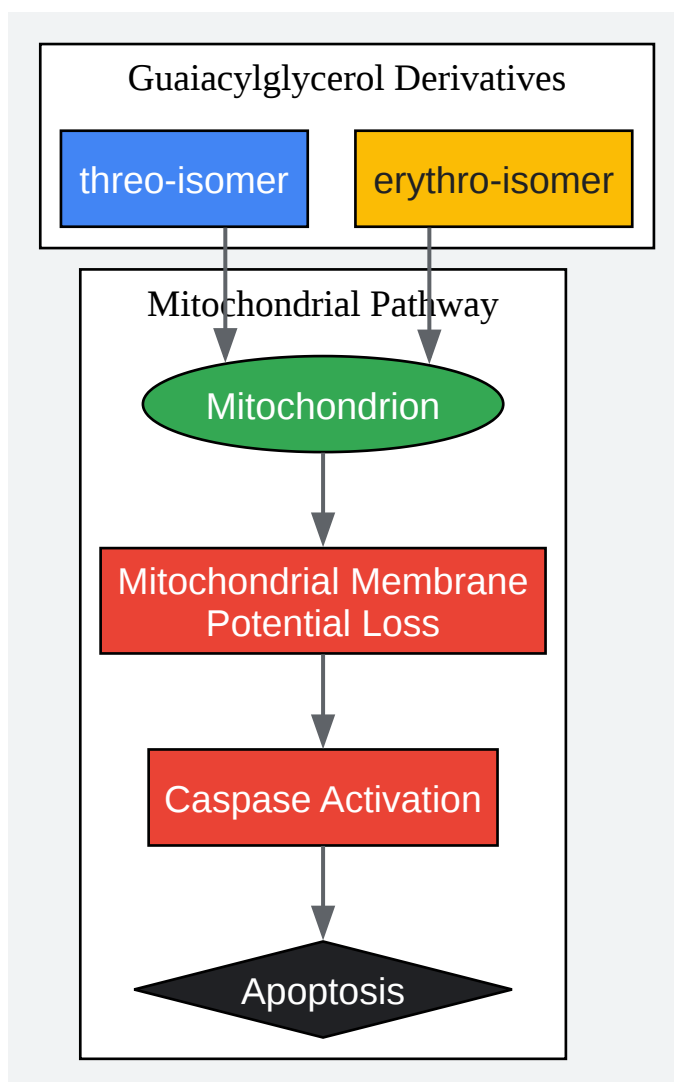 Guaiacylglycerol Derivatives
threo-isomer
erythro-isomer
Mitochondrial Pathway
Mitochondrion
Mitochondrial Membrane
Potential Loss
Caspase Activation
Apoptosis